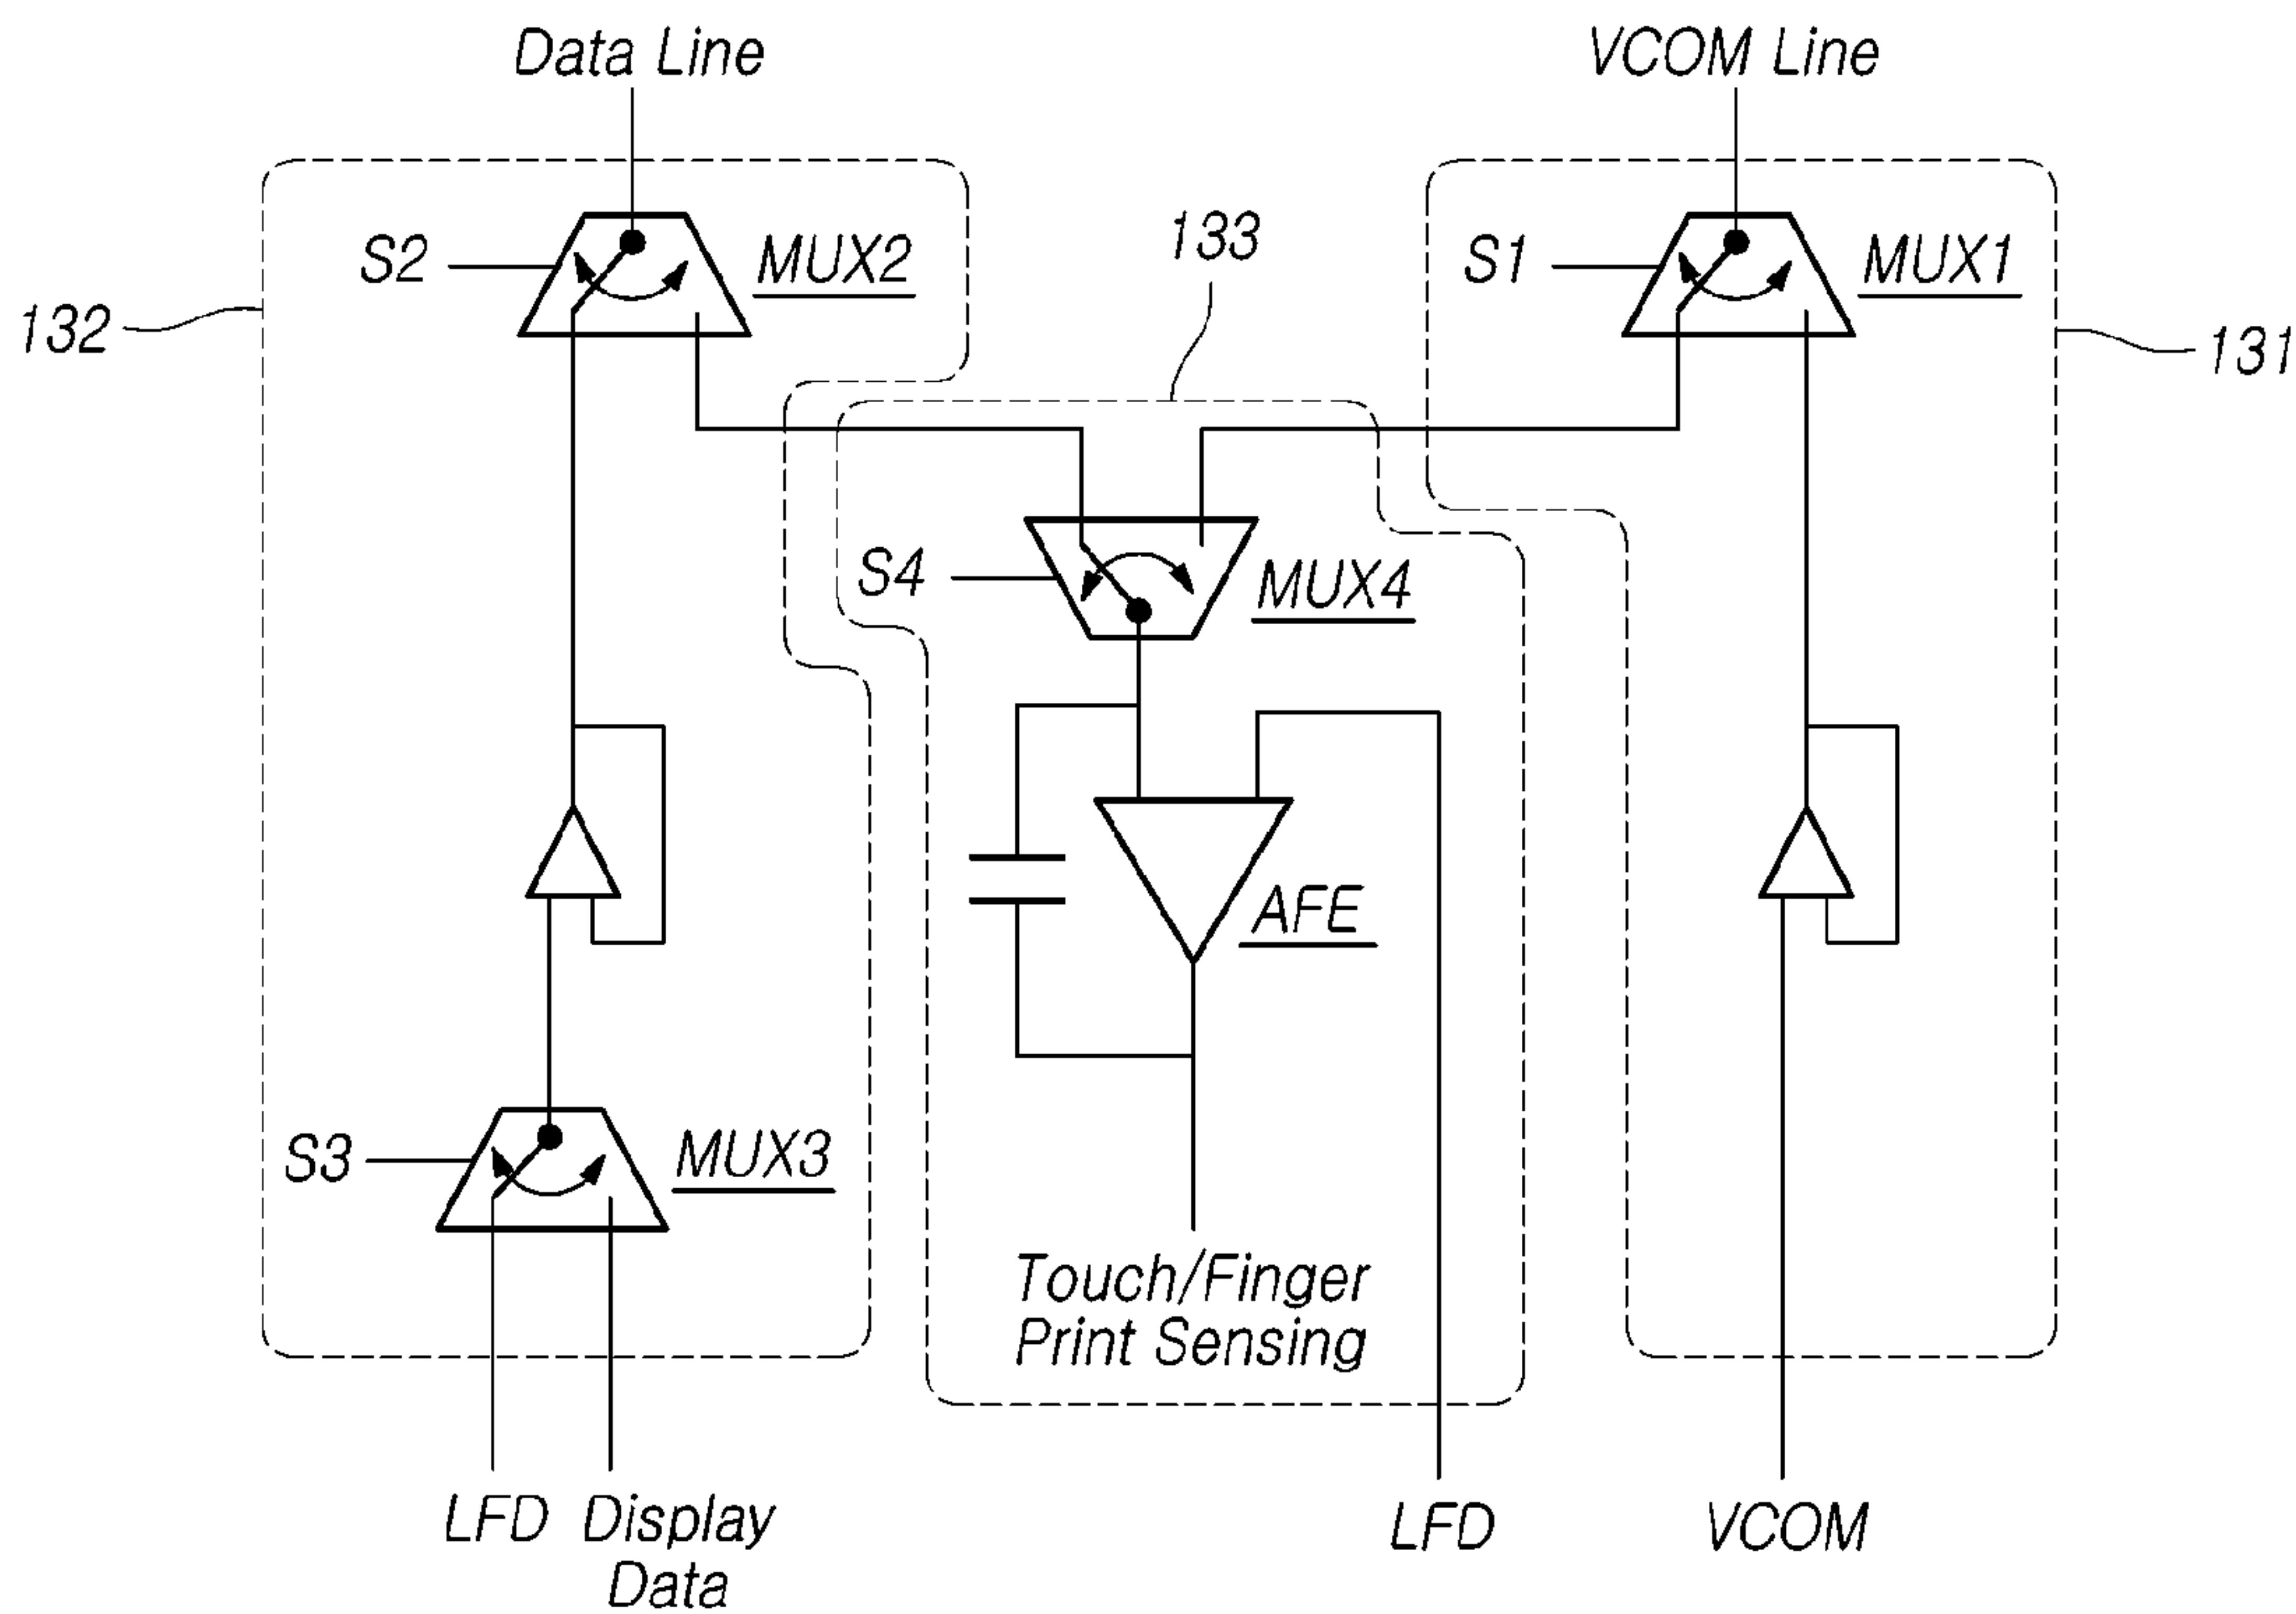 Data Line
VCOM Line
S2
MUX2
133
S1
MUX1
132
131
S4
MUX4
AFE
S3
MUX3
Touch/Finger
Print Sensing
LFD
Display
Data
LFD
VCOM